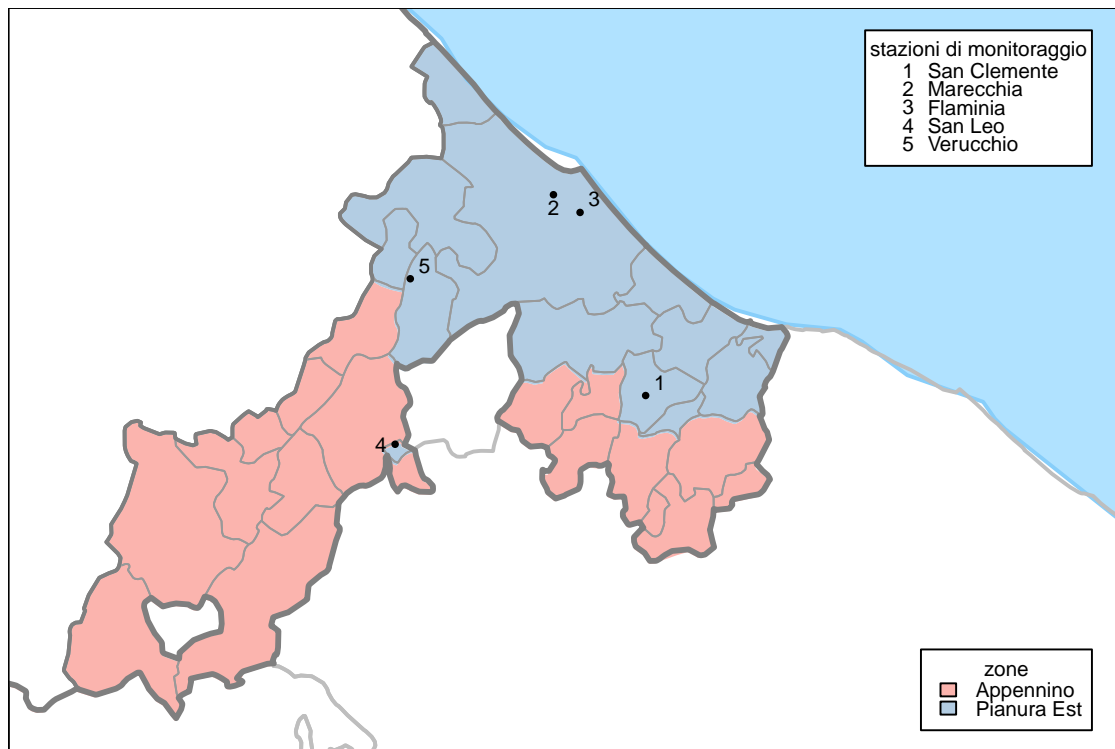 stazioni di monitoraggio
1 San Clemente
2 Marecchia
3 Flaminia
4 San Leo
5 Verucchio
2
3
5
1
4
zone
Appennino
Pianura Est